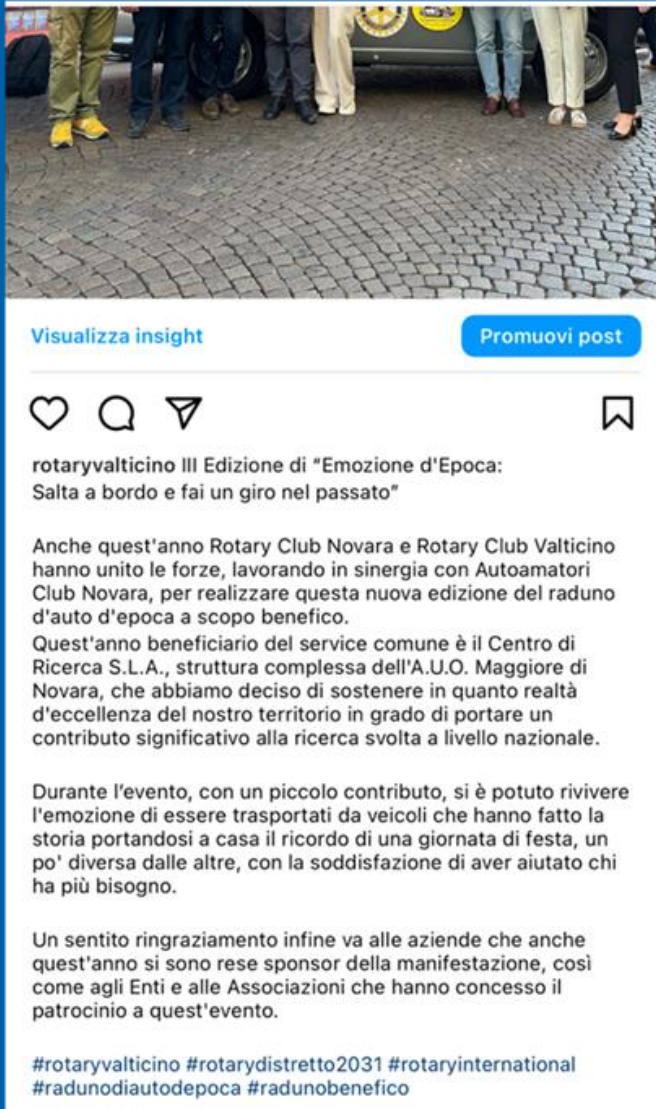 Visualizza insight
Promuovi post
rotaryvalticino III Edizione di "Emozione d'Epoca:
Salta a bordo e fai un giro nel passato"
Anche quest'anno Rotary Club Novara e Rotary Club Valticino
hanno unito le forze, lavorando in sinergia con Autoamatori
Club Novara, per realizzare questa nuova edizione del raduno
d'auto d'epoca a scopo benefico.
Quest'anno beneficiario del service comune è il Centro di
Ricerca S.L.A., struttura complessa dell'A.U.O. Maggiore di
Novara, che abbiamo deciso di sostenere in quanto realtà
d'eccellenza del nostro territorio in grado di portare un
contributo significativo alla ricerca svolta a livello nazionale.
Durante l'evento, con un piccolo contributo, si è potuto rivivere
l'emozione di essere trasportati da veicoli che hanno fatto la
storia portandosi a casa il ricordo di una giornata di festa, un
po' diversa dalle altre, con la soddisfazione di aver aiutato chi
ha più bisogno.
Un sentito ringraziamento infine va alle aziende che anche
quest'anno si sono rese sponsor della manifestazione, così
come agli Enti e alle Associazioni che hanno concesso il
patrocinio a quest'evento.
#rotaryvalticino #rotarydistretto2031 #rotaryinternational
#radunodiautodepoca #radunobenefico